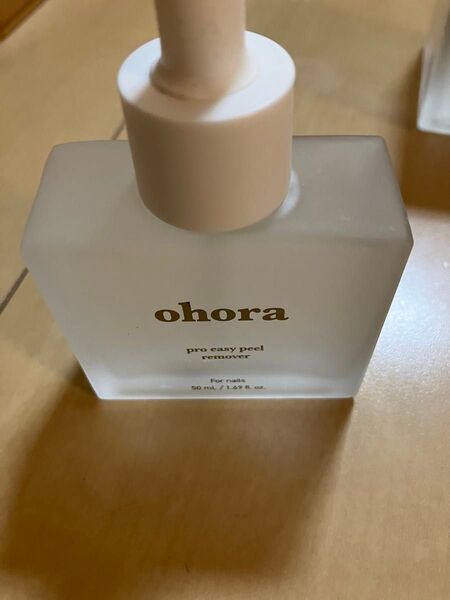 ohora
pro easy peel
remover
For nails
50 mL / 1.69 fl. oz.